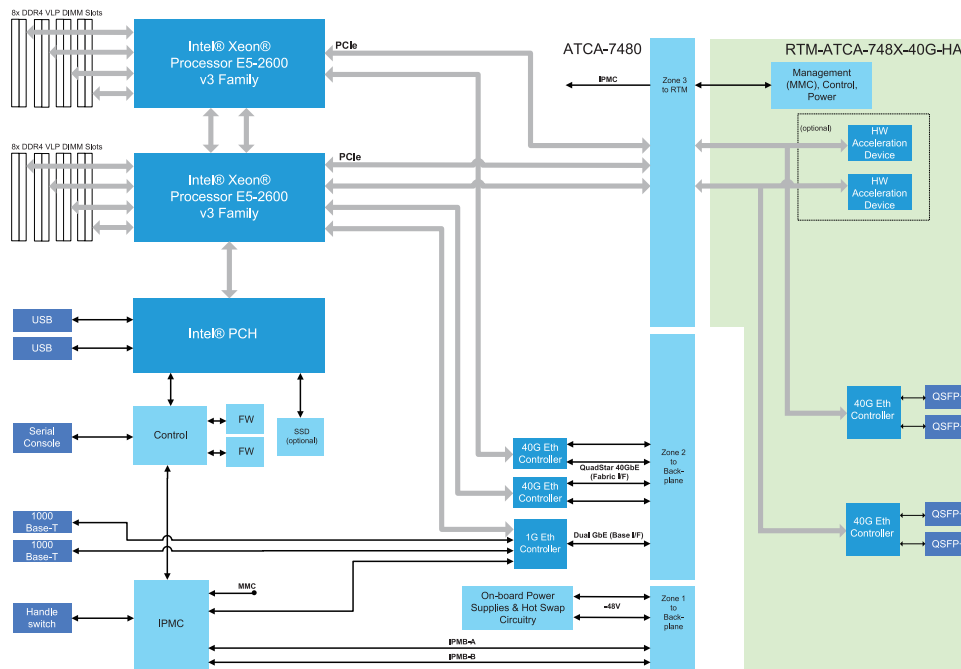 8x DDR4 VLP DIMM Slots
Intel® Xeon®
Processor E5-2600
v3 Family
PCIe
ATCA-7480
RTM-ATCA-748X-40G-HA
IPMC
Zone 3
to RTM
Management
(MMC), Control,
Power
(optional)
HW
Acceleration
Device
HW
Acceleration
Device
8x DDR4 VLP DIMM Slots
Intel® Xeon®
Processor E5-2600
v3 Family
PCIe
USB
USB
Intel® PCH
Serial
Console
Control
FW
FW
SSD
(optional)
40G Eth
Controller
40G Eth
Controller
QuadStar 40GbE
(Fabric I/F)
Zone 2
to
Back-
plane
40G Eth
Controller
QSFP+
QSFP+
1000
Base-T
1000
Base-T
1G Eth
Controller
Dual GbE (Base I/F)
40G Eth
Controller
QSFP+
QSFP+
Handle
switch
IPMC
MMC
On-board Power
Supplies & Hot Swap
Circuitry
-48V
Zone 1
to
Back-
plane
IPMB-A
IPMB-B